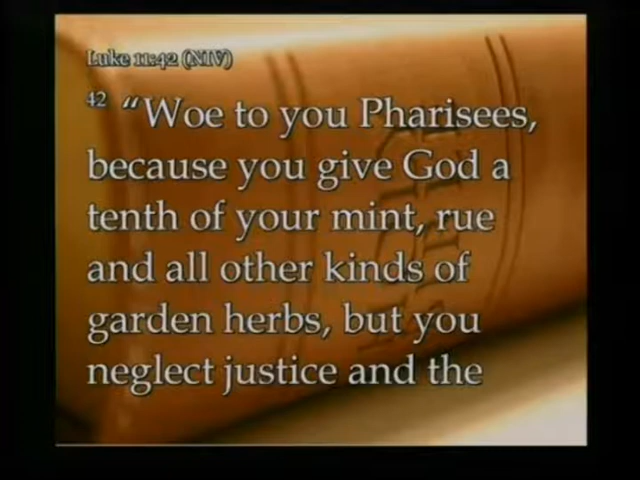 Luke 11:42 (NIV)
42 “Woe to you Pharisees,
because you give God a
tenth of your mint, rue
and all other kinds of
garden herbs, but you
neglect justice and the